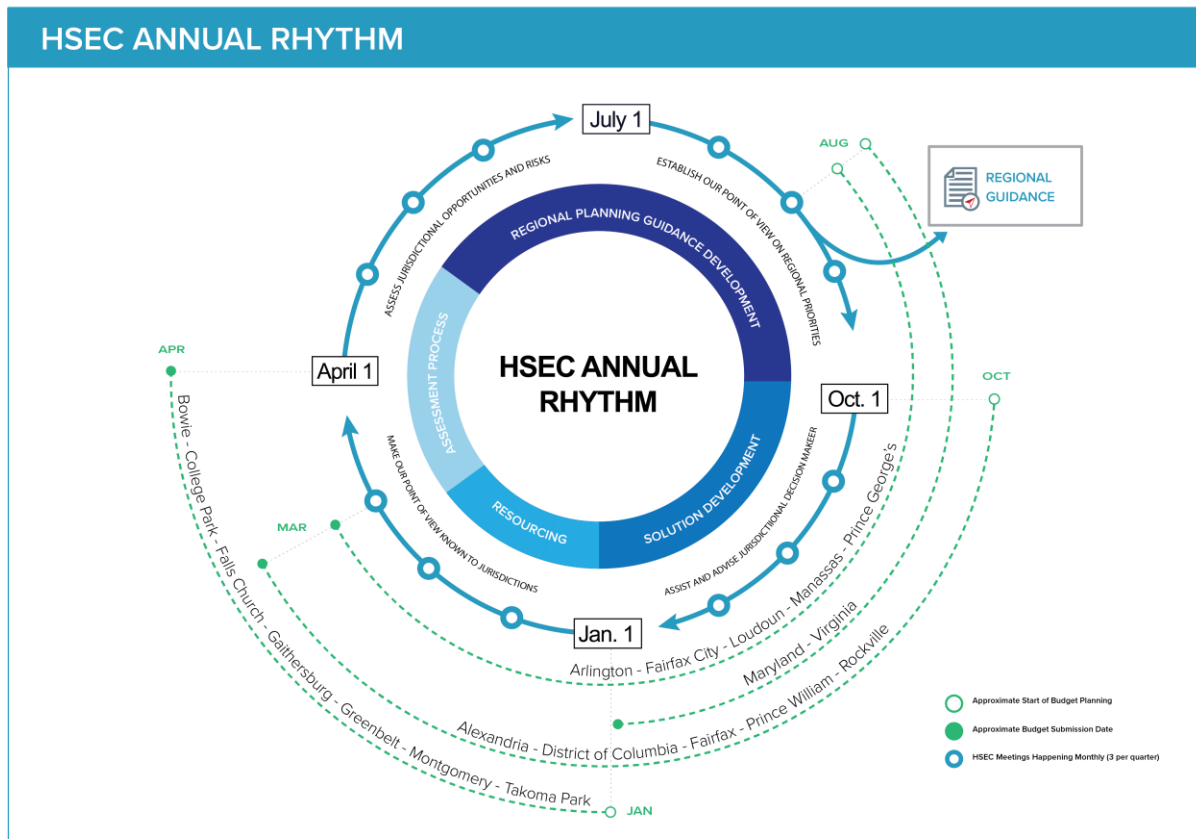 HSEC ANNUAL RHYTHM
July 1
AUG
REGIONAL
GUIDANCE
ASSESS JURISDICTIONAL OPPORTUNITIES AND RISKS
ESTABLISH OUR POINT OF VIEW ON REGIONAL PRIORITIES
REGIONAL PLANNING GUIDANCE DEVELOPMENT
ASSESSMENT PROCESS
HSEC ANNUAL
RHYTHM
APR
April 1
Oct. 1
OCT
SOLUTION DEVELOPMENT
RESOURCING
MAKE OUR POINT OF VIEW KNOWN TO JURISDICTIONS
ASSIST AND ADVISE JURISDICTIONAL DECISION MAKEER
MAR
Jan. 1
Arlington - Fairfax City - Loudoun - Manassas - Prince George's
Maryland - Virginia
Alexandria - District of Columbia - Fairfax - Prince William - Rockville
Bowie - College Park - Falls Church - Gaithersburg - Greenbelt - Montgomery - Takoma Park
JAN
Approximate Start of Budget Planning
Approximate Budget Submission Date
HSEC Meetings Happening Monthly (3 per quarter)